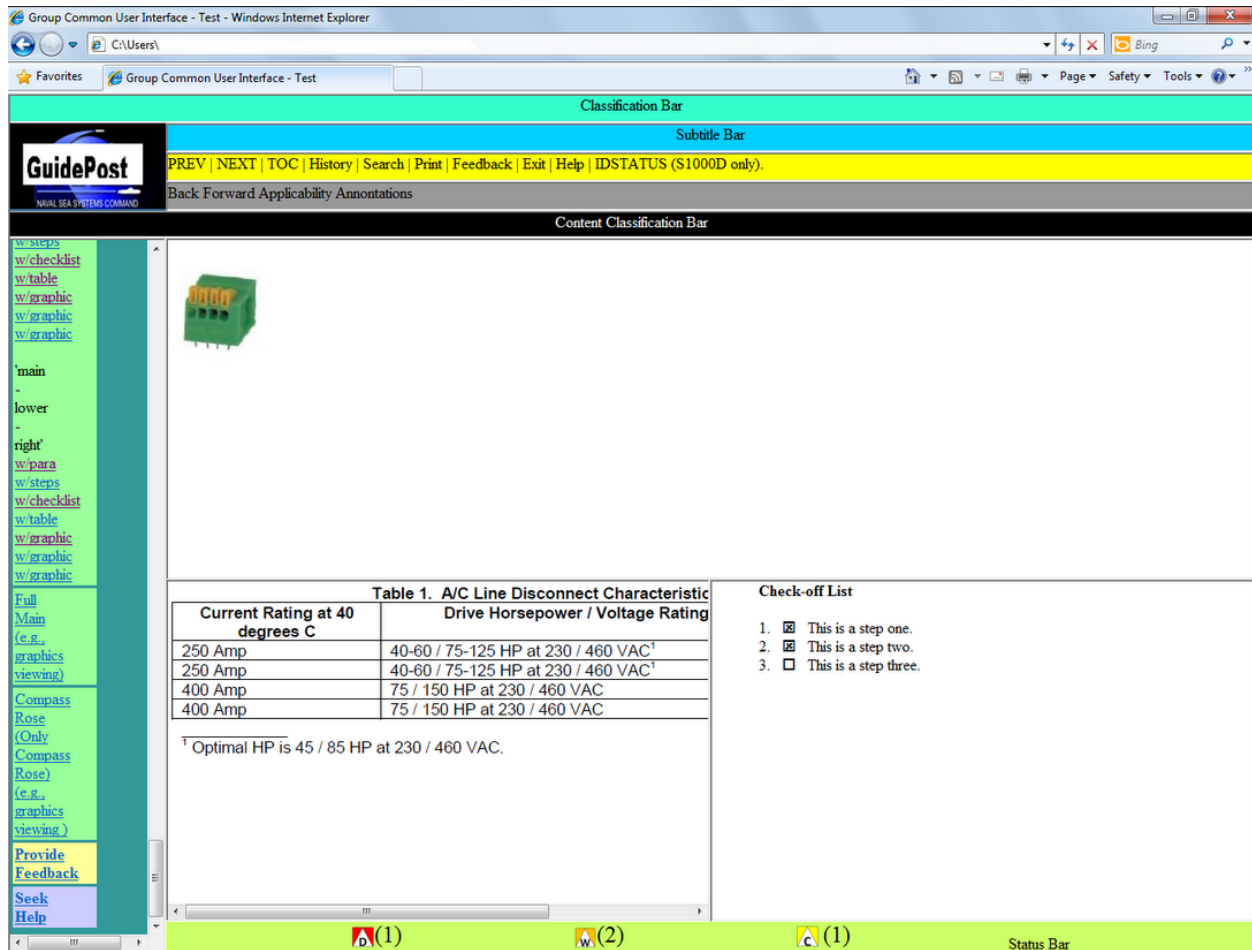 Group Common User Interface - Test - Windows Internet Explorer
C:\Users\
Bing
Favorites
Group Common User Interface - Test
Page
Safety
Tools
Classification Bar
GuidePost
NAVAL SEA SYSTEMS COMMAND
Subtitle Bar
PREV | NEXT | TOC | History | Search | Print | Feedback | Exit | Help | IDSTATUS (S1000D only).
Back Forward Applicability Annontations
Content Classification Bar
w/steps
w/checklist
w/table
w/graphic
w/graphic
w/graphic
'main
-
lower
-
right'
w/para
w/steps
w/checklist
w/table
w/graphic
w/graphic
w/graphic
Full
Main
(e.g.,
graphics
viewing)
Compass
Rose
(Only
Compass
Rose)
(e.g.,
graphics
viewing )
Provide
Feedback
Seek
Help
Table 1. A/C Line Disconnect Characteristic
Current Rating at 40
degrees C
Drive Horsepower / Voltage Rating
250 Amp
40-60 / 75-125 HP at 230 / 460 VAC¹
250 Amp
40-60 / 75-125 HP at 230 / 460 VAC¹
400 Amp
75 / 150 HP at 230 / 460 VAC
400 Amp
75 / 150 HP at 230 / 460 VAC
¹ Optimal HP is 45 / 85 HP at 230 / 460 VAC.
Check-off List
1. ☒ This is a step one.
2. ☒ This is a step two.
3. ☐ This is a step three.
D (1)
W (2)
C (1)
Status Bar